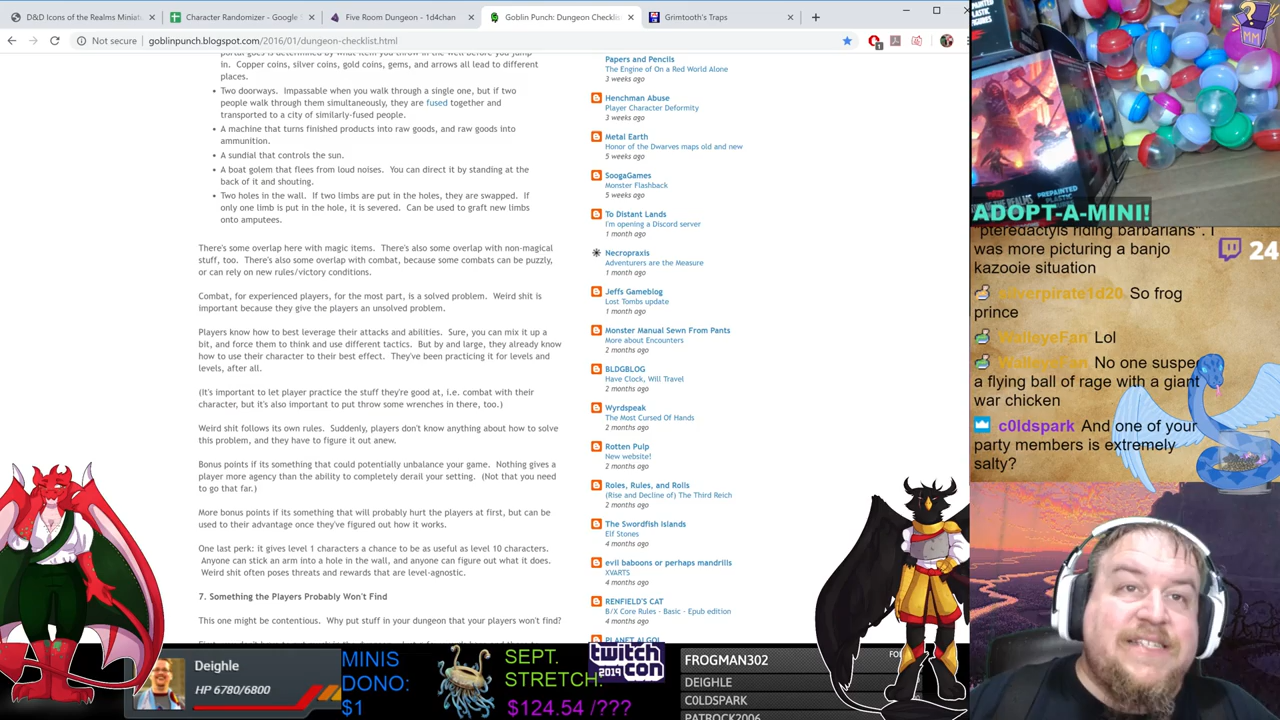 D&D Icons of the Realms Miniat
Character Randomizer - Google
Five Room Dungeon - 1d4chan
Goblin Punch: Dungeon Checklis
Grimtooth's Traps
Not secure
goblinpunch.blogspot.com/2016/01/dungeon-checklist.html
in. Copper coins, silver coins, gold coins, gems, and arrows all lead to different
places.
Two doorways. Impassable when you walk through a single one, but if two
people walk through them simultaneously, they are fused together and
transported to a city of similarly-fused people.
A machine that turns finished products into raw goods, and raw goods into
ammunition.
A sundial that controls the sun.
A boat golem that flees from loud noises. You can direct it by standing at the
back of it and shouting.
Two holes in the wall. If two limbs are put in the holes, they are swapped. If
only one limb is put in the hole, it is severed. Can be used to graft new limbs
onto amputees.
There's some overlap here with magic items. There's also some overlap with non-magical
stuff, too. There's also some overlap with combat, because some combats can be puzzly,
or can rely on new rules/victory conditions.
Combat, for experienced players, for the most part, is a solved problem. Weird shit is
important because they give the players an unsolved problem.
Players know how to best leverage their attacks and abilities. Sure, you can mix it up a
bit, and force them to think and use different tactics. But by and large, they already know
how to use their character to their best effect. They've been practicing it for levels and
levels, after all.
(It's important to let player practice the stuff they're good at, i.e. combat with their
character, but it's also important to put throw some wrenches in there, too.)
Weird shit follows its own rules. Suddenly, players don't know anything about how to solve
this problem, and they have to figure it out anew.
Bonus points if its something that could potentially unbalance your game. Nothing gives a
player more agency than the ability to completely derail your setting. (Not that you need
to go that far.)
More bonus points if its something that will probably hurt the players at first, but can be
used to their advantage once they've figured out how it works.
One last perk: it gives level 1 characters a chance to be as useful as level 10 characters.
Anyone can stick an arm into a hole in the wall, and anyone can figure out what it does.
Weird shit often poses threats and rewards that are level-agnostic.
7. Something the Players Probably Won't Find
This one might be contentious. Why put stuff in your dungeon that your players won't find?
Papers and Pencils
The Engine of On a Red World Alone
3 weeks ago
Henchman Abuse
Player Character Deformity
3 weeks ago
Metal Earth
Honor of the Dwarves maps old and new
5 weeks ago
SoogaGames
Monster Flashback
5 weeks ago
To Distant Lands
I'm opening a Discord server
1 month ago
Necropraxis
Adventurers are the Measure
1 month ago
Jeffs Gameblog
Lost Tombs update
1 month ago
Monster Manual Sewn From Pants
More about Encounters
2 months ago
BLDGBLOG
Have Clock, Will Travel
2 months ago
Wyrdspeak
The Most Cursed Of Hands
2 months ago
Rotten Pulp
New website!
2 months ago
Roles, Rules, and Rolls
(Rise and Decline of) The Third Reich
2 months ago
The Swordfish Islands
Elf Stones
4 months ago
evil baboons or perhaps mandrills
XVARTS
4 months ago
RENFIELD'S CAT
B/X Core Rules - Basic - Epub edition
4 months ago
PLANET ALGOL
MM
PREPAINTED
PLASTIC
ADOPT-A-MINI!
"pteredactyls riding barbarians". I
was more picturing a banjo
kazooie situation
24
silverpirate1d20 So frog
prince
WalleyeFan Lol
WalleyeFan No one suspe
a flying ball of rage with a giant
war chicken
c0ldspark And one of your
party members is extremely
salty?
Deighle
HP 6780/6800
MINIS
DONO:
$1
SEPT.
STRETCH:
$124.54 /???
twitch
con
2019
FROGMAN302
FO
DEIGHLE
C0LDSPARK
PATROCK2006